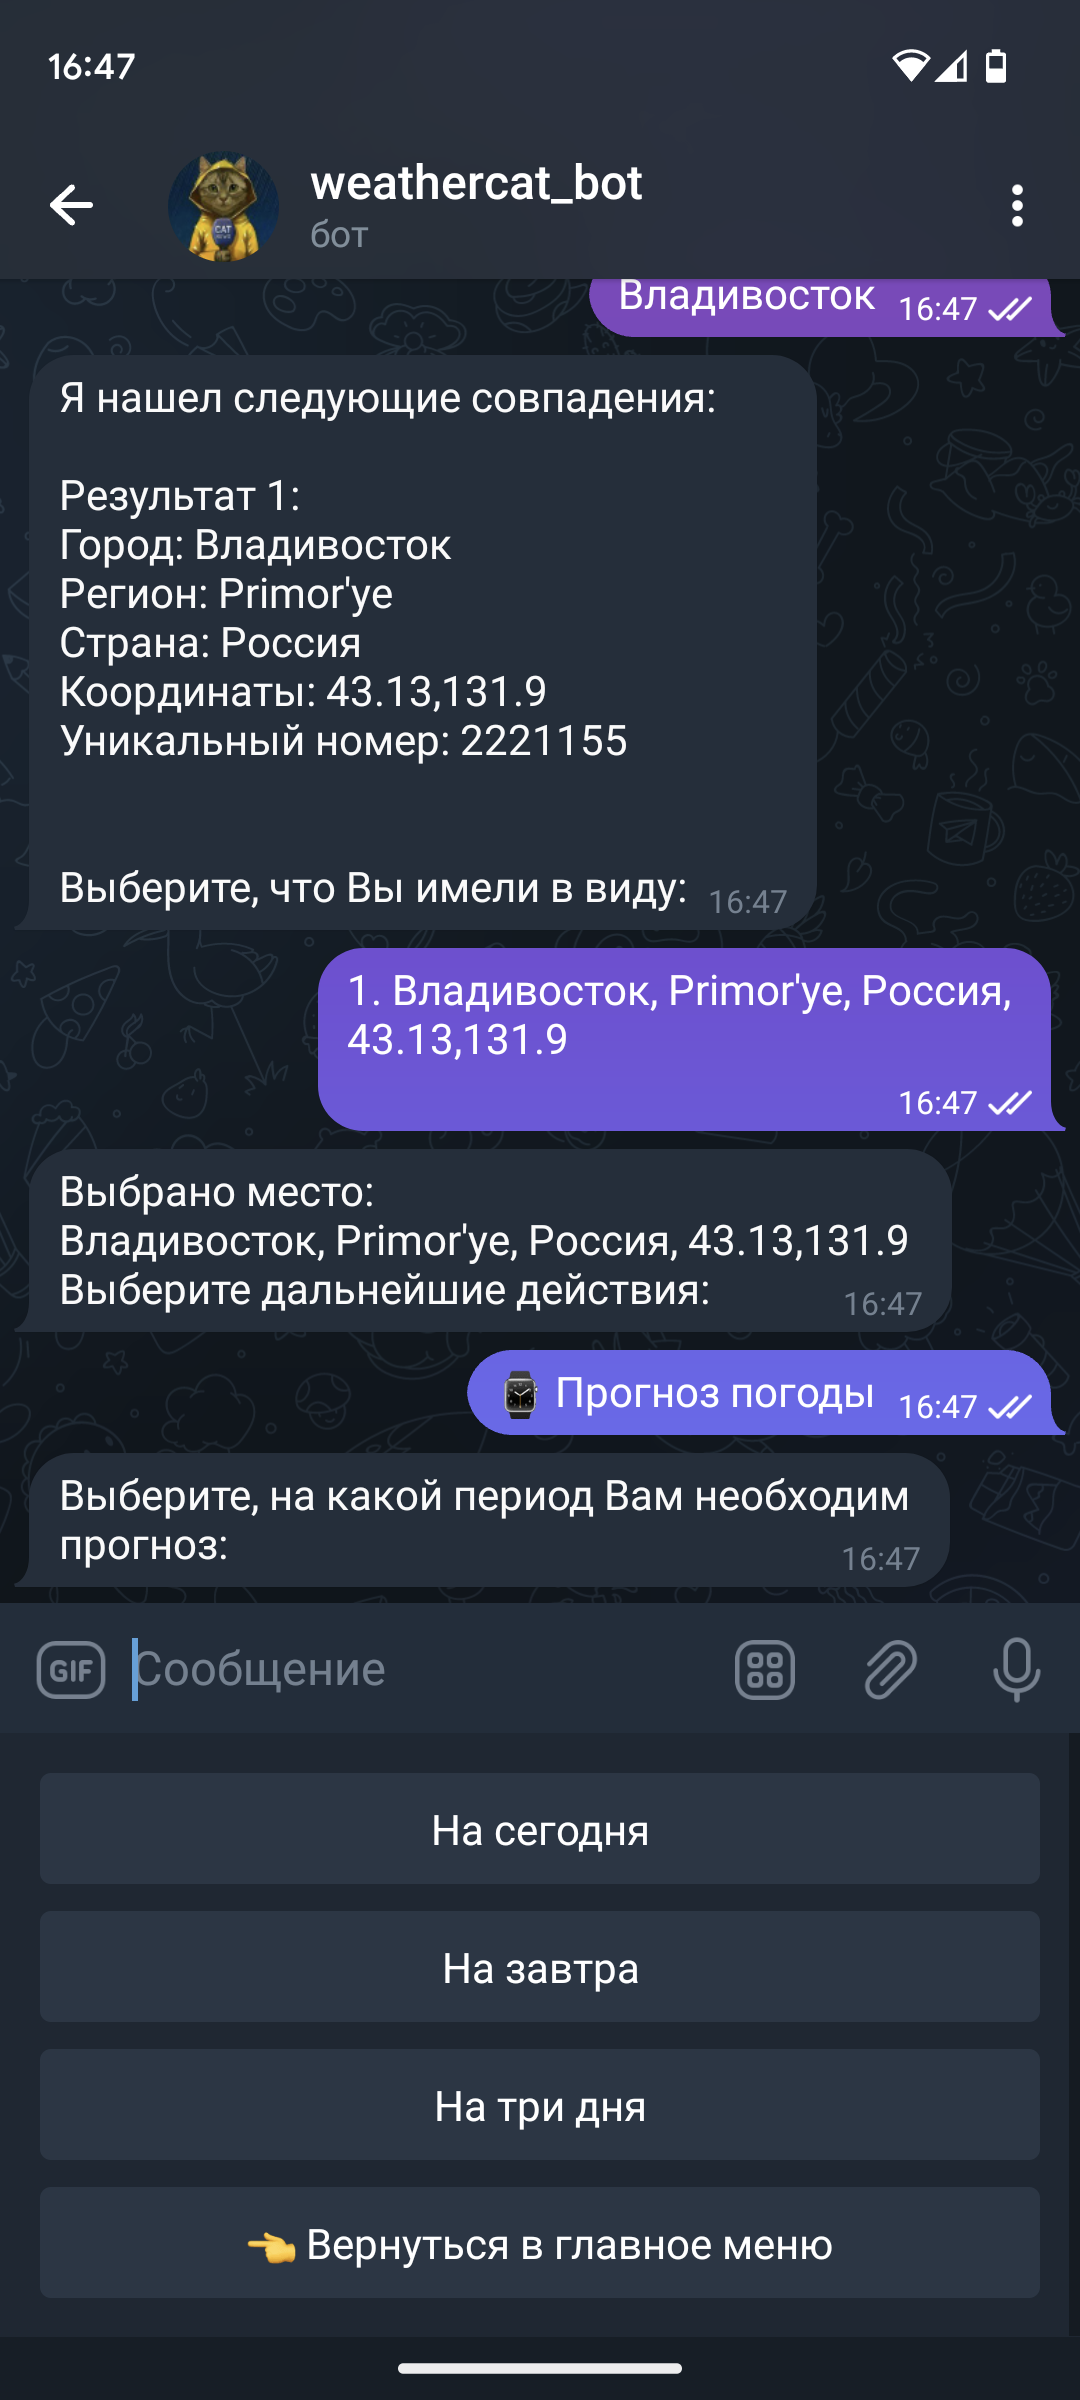 16:47
weathercat_bot
бот
CAT
Владивосток 16:47
Я нашел следующие совпадения:
Результат 1:
Город: Владивосток
Регион: Primor'ye
Страна: Россия
Координаты: 43.13,131.9
Уникальный номер: 2221155
Выберите, что Вы имели в виду: 16:47
1. Владивосток, Primor'ye, Россия,
43.13,131.9
16:47
Выбрано место:
Владивосток, Primor'ye, Россия, 43.13,131.9
Выберите дальнейшие действия: 16:47
Прогноз погоды 16:47
Выберите, на какой период Вам необходим
прогноз: 16:47
GIF Сообщение
На сегодня
На завтра
На три дня
👈 Вернуться в главное меню